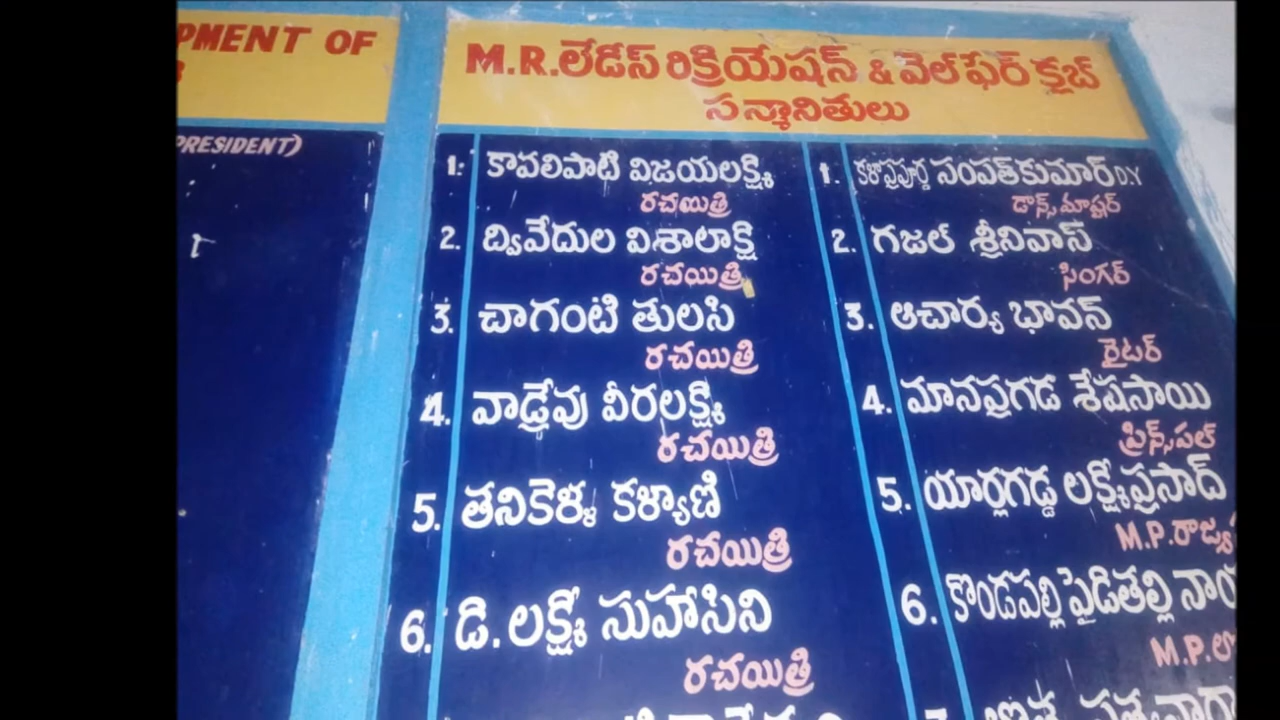 PMENT OF
PRESIDENT)
M.R.లేడీస్ రిక్రియేషన్ & వెల్ ఫేర్ క్లబ్
సన్మానితులు
1. కావలిపాటి విజయలక్ష్మి
రచయిత్రి
2. ద్వివేదుల విశాలాక్షి
రచయిత్రి
3. చాగంటి తులసి
రచయిత్రి
4. వాడ్రేవు వీరలక్ష్మి
రచయిత్రి
5. తనికెళ్ళ కళ్యాణి
రచయిత్రి
6. డి. లక్ష్మీ సుహాసిని
రచయిత్రి
1. కళాప్రపూర్ణ సంపత్ కుమార్ D.Y
డాన్స్ మాష్టర్
2. గజల్ శ్రీనివాస్
సింగర్
3. ఆచార్య భావన్
రైటర్
4. మానప్రగడ శేషసాయి
ప్రిన్సిపల్
5. యార్లగడ్డ లక్ష్మీప్రసాద్
M.P.రాజ్య
6. కొండపల్లి పైడితల్లి నాయ
M.P.లో